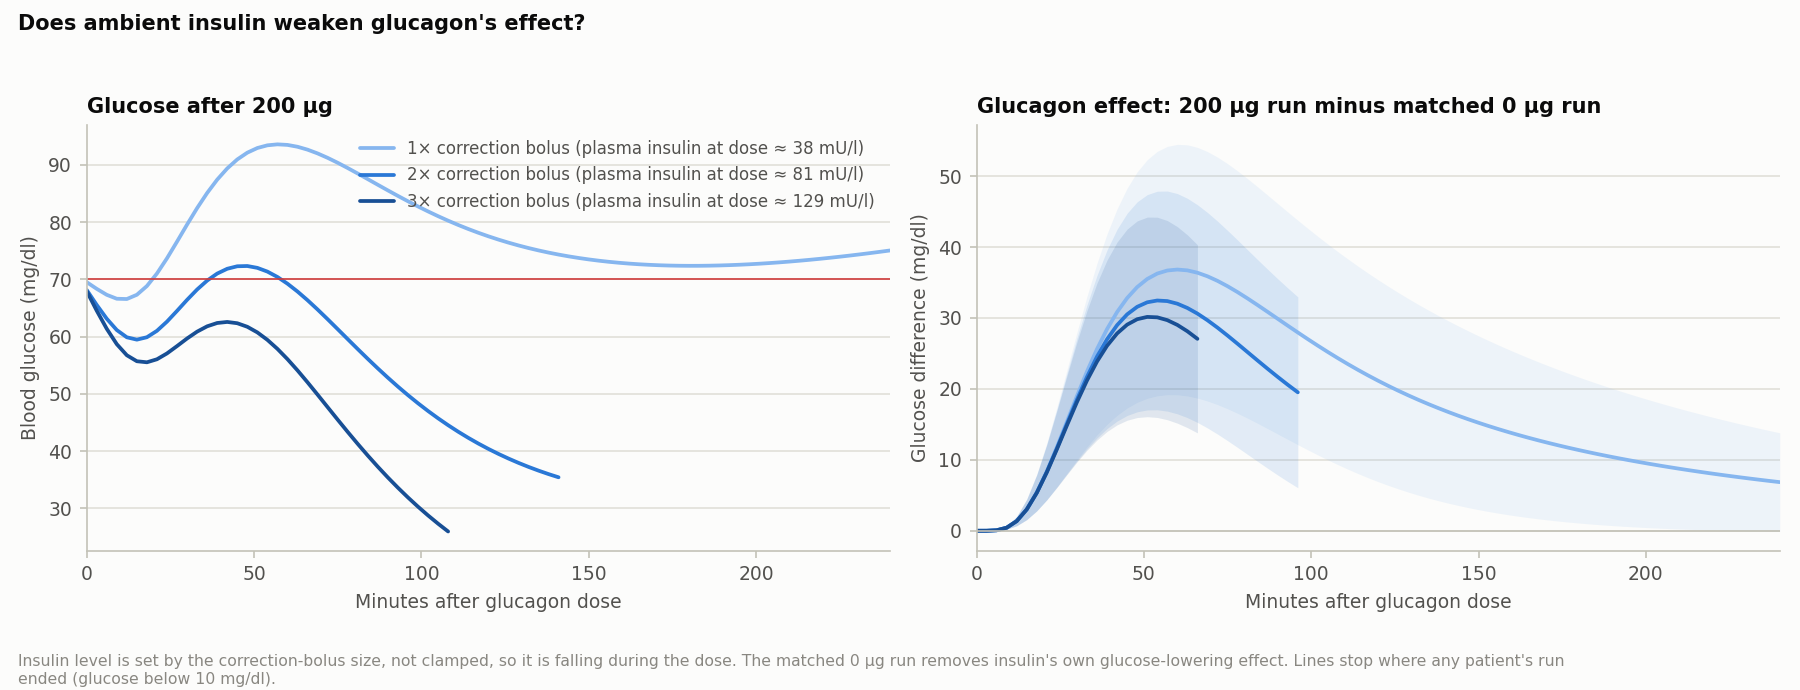 Does ambient insulin weaken glucagon's effect?
Glucose after 200 µg
1× correction bolus (plasma insulin at dose ≈ 38 mU/l)
2× correction bolus (plasma insulin at dose ≈ 81 mU/l)
3× correction bolus (plasma insulin at dose ≈ 129 mU/l)
Blood glucose (mg/dl)
90
80
70
60
50
40
30
0 50 100 150 200
Minutes after glucagon dose
Glucagon effect: 200 µg run minus matched 0 µg run
Glucose difference (mg/dl)
50
40
30
20
10
0
0 50 100 150 200
Minutes after glucagon dose
Insulin level is set by the correction-bolus size, not clamped, so it is falling during the dose. The matched 0 µg run removes insulin's own glucose-lowering effect. Lines stop where any patient's run
ended (glucose below 10 mg/dl).